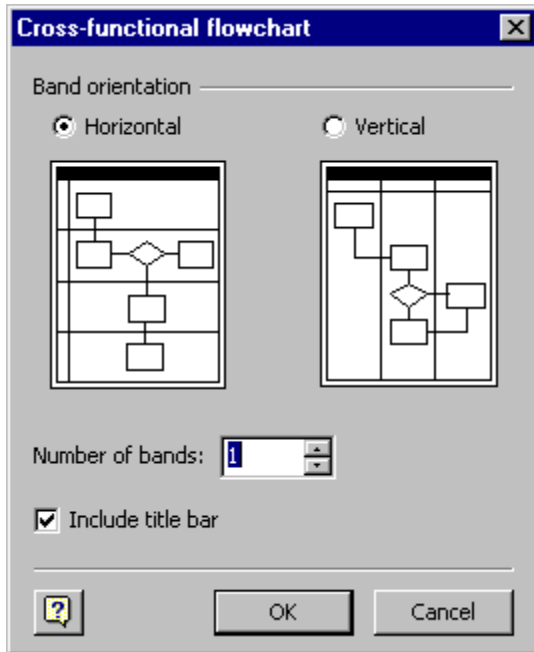 Cross-functional flowchart
Band orientation
Horizontal
Vertical
Number of bands: 1
Include title bar
?
OK
Cancel